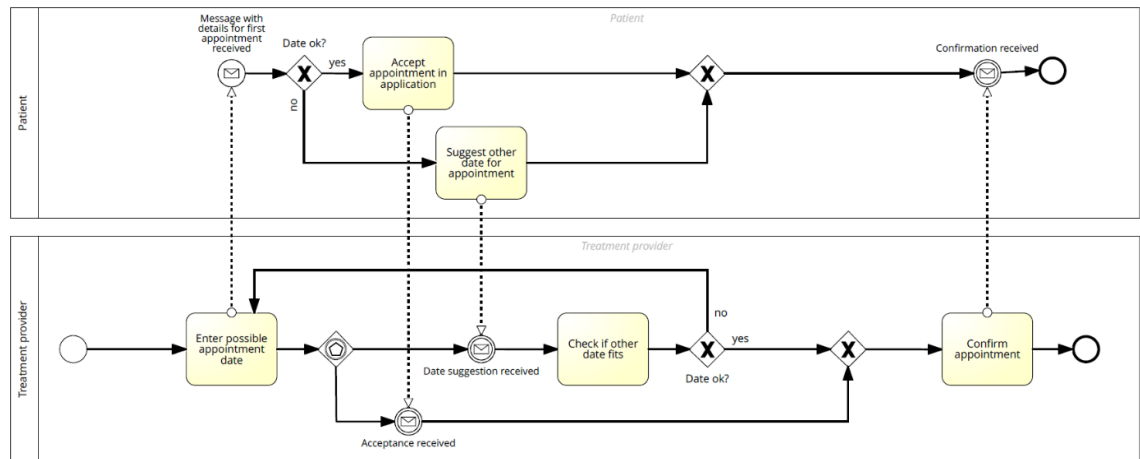 Patient
Patient
Message with
details for first
appointment
received
Date ok?
yes
no
Accept
appointment in
application
Suggest other
date for
appointment
Confirmation received
Treatment provider
Treatment provider
Enter possible
appointment
date
Date suggestion received
Acceptance received
Check if other
date fits
no
yes
Date ok?
Confirm
appointment